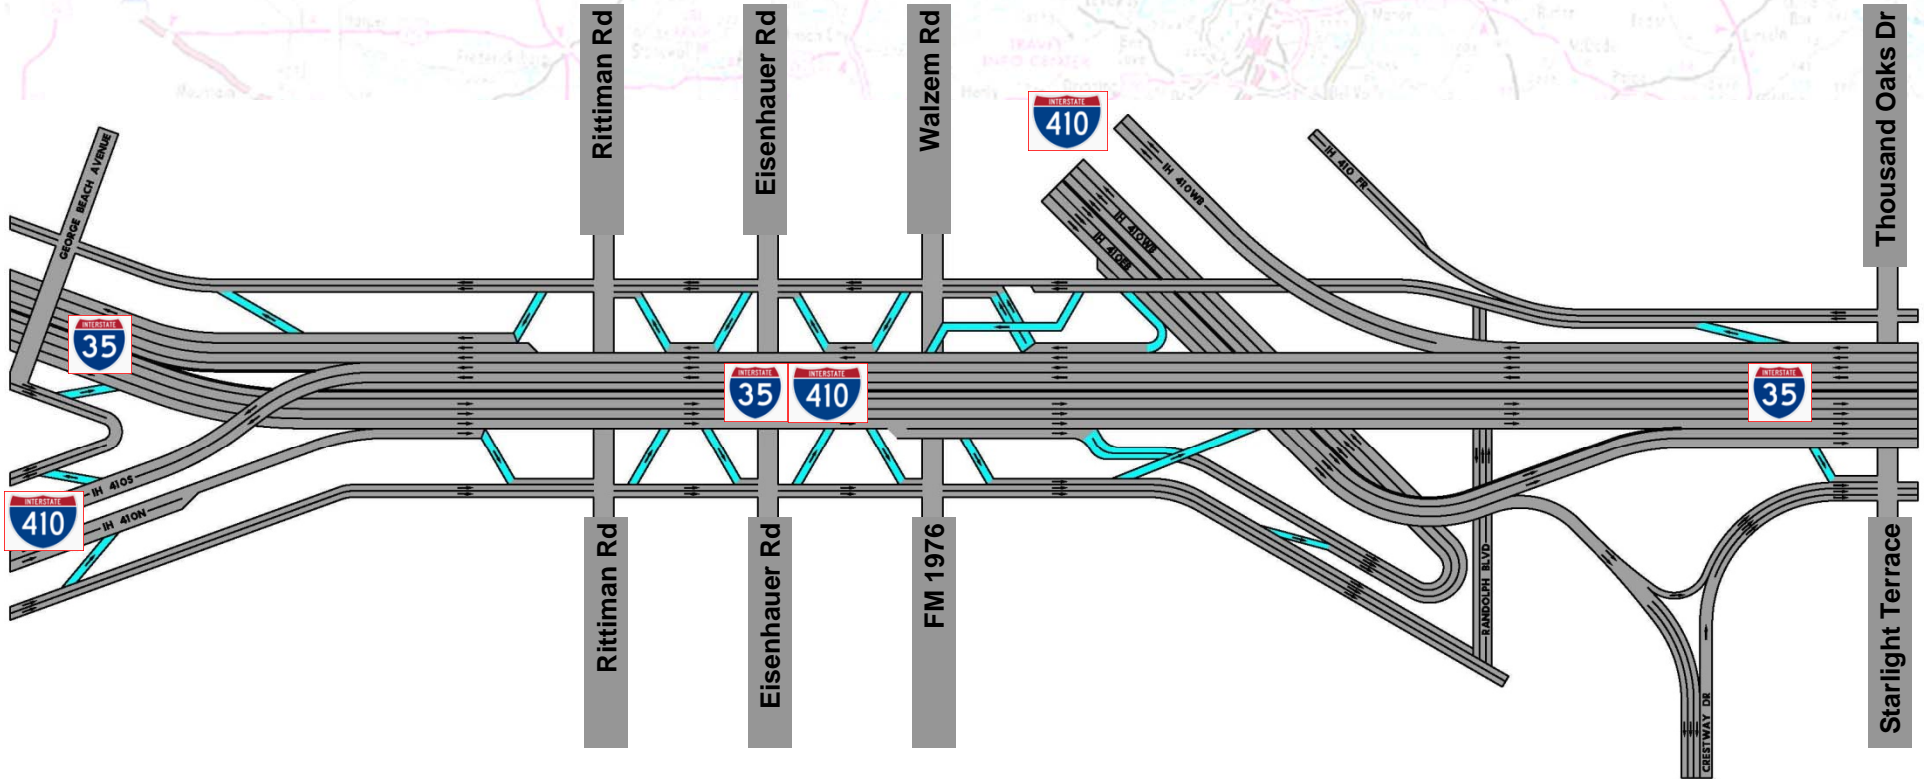 Rittiman Rd
Eisenhauer Rd
Walzem Rd
Thousand Oaks Dr
INTERSTATE
410
GEORGE BEACH AVENUE
IH 410WB
IH 410 FR
IH 410WB
IH 410EB
INTERSTATE
35
INTERSTATE
35
INTERSTATE
410
INTERSTATE
35
IH 410S
INTERSTATE
410
IH 410N
Rittiman Rd
Eisenhauer Rd
FM 1976
RANDOLPH BLVD
CRESTWAY DR
Starlight Terrace